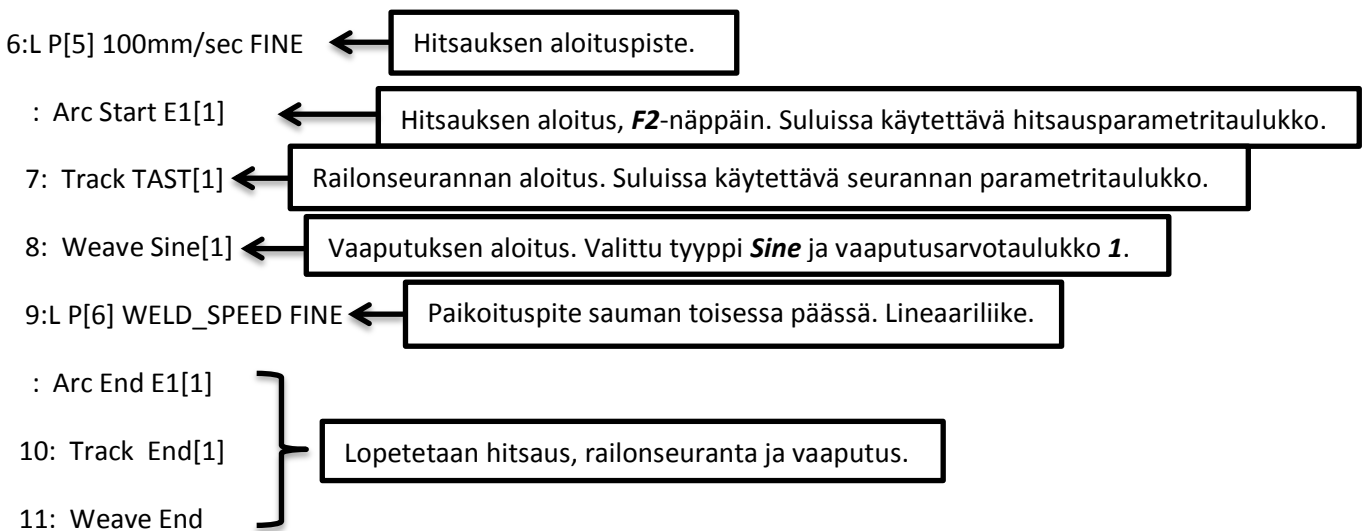 6:L P[5] 100mm/sec FINE
Hitsauksen aloituspiste.
: Arc Start E1[1]
Hitsauksen aloitus, F2-näppäin. Suluissa käytettävä hitsausparametritaulukko.
7: Track TAST[1]
Railonseurannan aloitus. Suluissa käytettävä seurannan parametritaulukko.
8: Weave Sine[1]
Vaaputuksen aloitus. Valittu tyyppi Sine ja vaaputusarvotaulukko 1.
9:L P[6] WELD_SPEED FINE
Paikoituspite sauman toisessa päässä. Lineaariliike.
: Arc End E1[1]
10: Track End[1]
Lopetetaan hitsaus, railonseuranta ja vaaputus.
11: Weave End